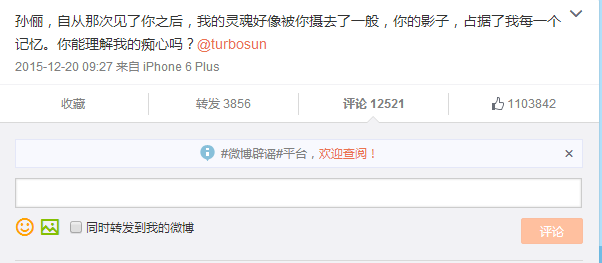 孙俪，自从那次见了你之后，我的灵魂好像被你摄去了一般，你的影子，占据了我每一个
记忆。你能理解我的痴心吗？@turbosun
2015-12-20 09:27 来自 iPhone 6 Plus
收藏 转发 3856 评论 12521 1103842
#微博辟谣#平台，欢迎查阅！ ×
同时转发到我的微博 评论